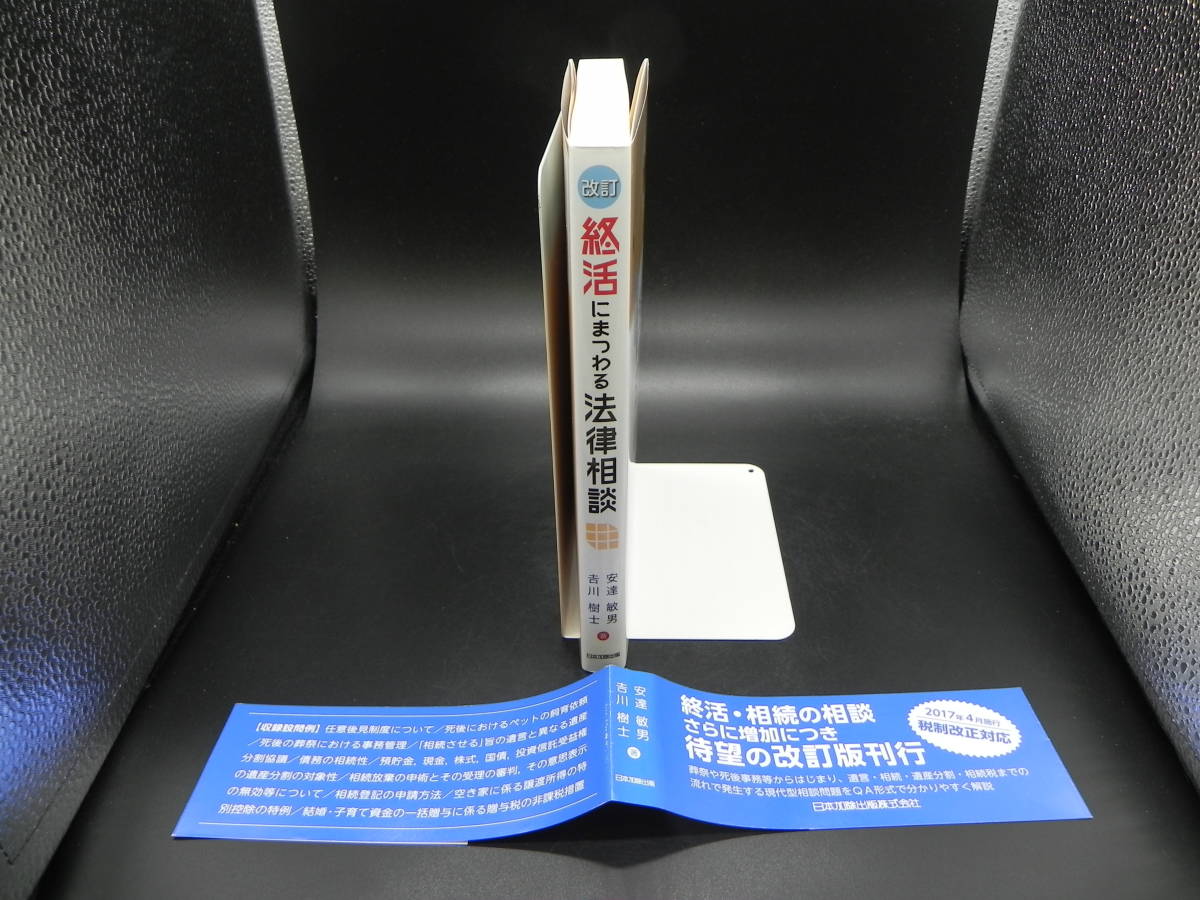 改訂
終活にまつわる法律相談
安達 敏男
吉川 樹士
著
日本加除出版
【収録設問例】任意後見制度について／死後におけるペットの飼育依頼
／死後の葬祭における事務管理／「相続させる」旨の遺言と異なる遺産
分割協議／債務の相続性／預貯金、現金、株式、国債、投資信託受益権
の遺産分割の対象性／相続放棄の申述とその受理の審判、その意思表示
の無効等について／相続登記の申請方法／空き家に係る譲渡所得の特
別控除の特例／結婚・子育て資金の一括贈与に係る贈与税の非課税措置
安達 敏男
吉川 樹士
著
日本加除出版
終活・相続の相談
さらに増加につき
待望の改訂版刊行
2017年4月施行
税制改正対応
葬祭や死後事務等からはじまり、遺言・相続・遺産分割・相続税までの
流れで発生する現代型相談問題をQA形式で分かりやすく解説
日本加除出版株式会社